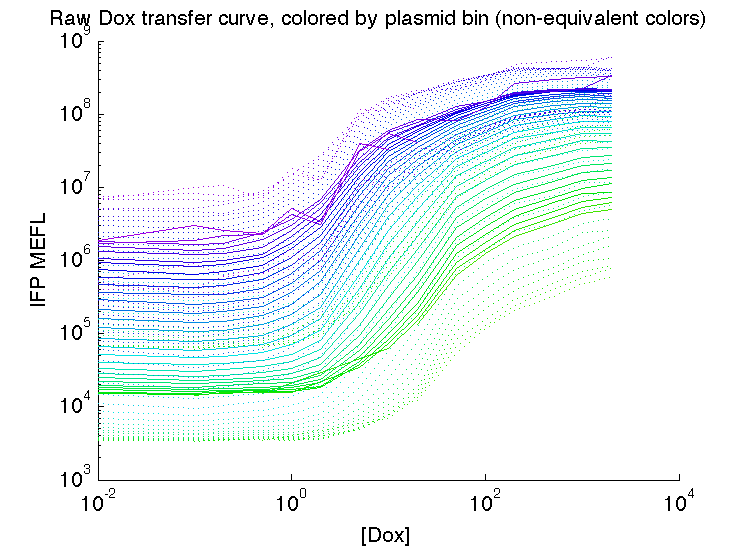 Raw Dox transfer curve, colored by plasmid bin (non-equivalent colors)
10^9
10^8
10^7
10^6
10^5
10^4
10^3
IFP MEFL
10^-2 10^0 10^2 10^4
[Dox]